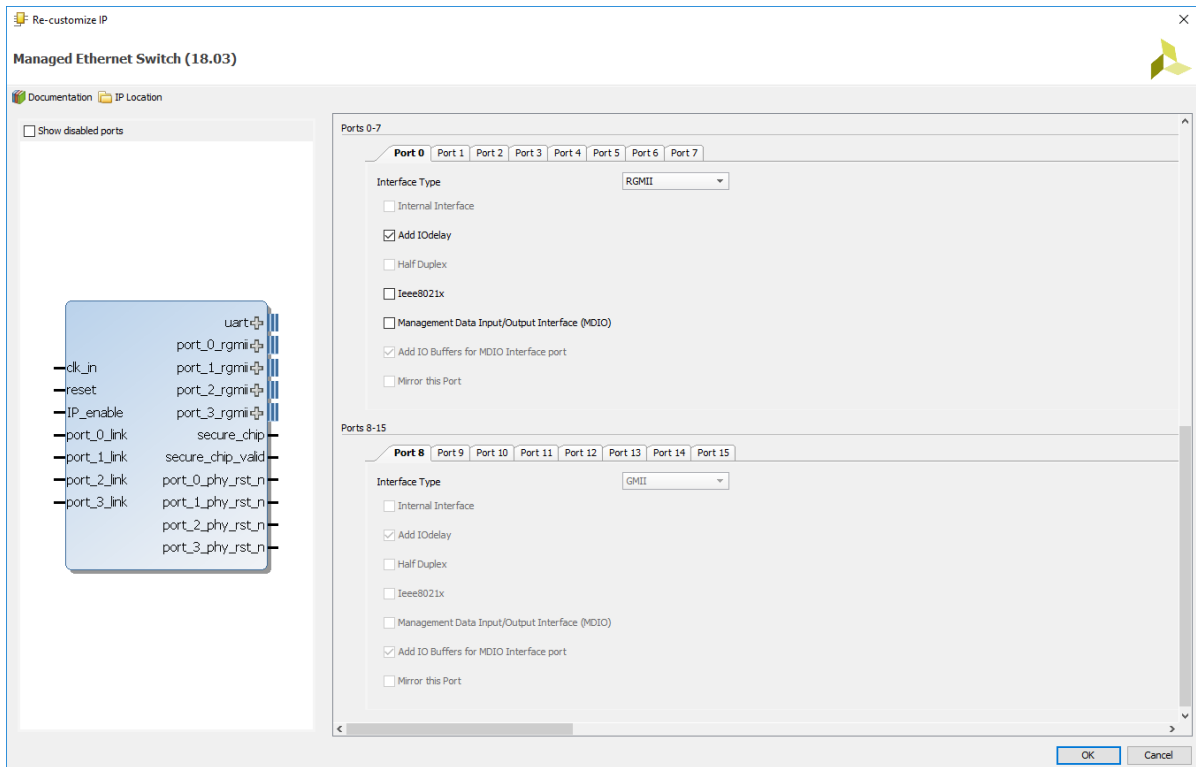 Re-customize IP
Managed Ethernet Switch (18.03)
Documentation IP Location
Show disabled ports
uart
port_0_rgmii
clk_in port_1_rgmii
reset port_2_rgmii
IP_enable port_3_rgmii
port_0_link secure_chip
port_1_link secure_chip_valid
port_2_link port_0_phy_rst_n
port_3_link port_1_phy_rst_n
port_2_phy_rst_n
port_3_phy_rst_n
Ports 0-7
Port 0 Port 1 Port 2 Port 3 Port 4 Port 5 Port 6 Port 7
Interface Type RGMII
Internal Interface
Add IOdelay
Half Duplex
Ieee8021x
Management Data Input/Output Interface (MDIO)
Add IO Buffers for MDIO Interface port
Mirror this Port
Ports 8-15
Port 8 Port 9 Port 10 Port 11 Port 12 Port 13 Port 14 Port 15
Interface Type GMII
Internal Interface
Add IOdelay
Half Duplex
Ieee8021x
Management Data Input/Output Interface (MDIO)
Add IO Buffers for MDIO Interface port
Mirror this Port
OK Cancel